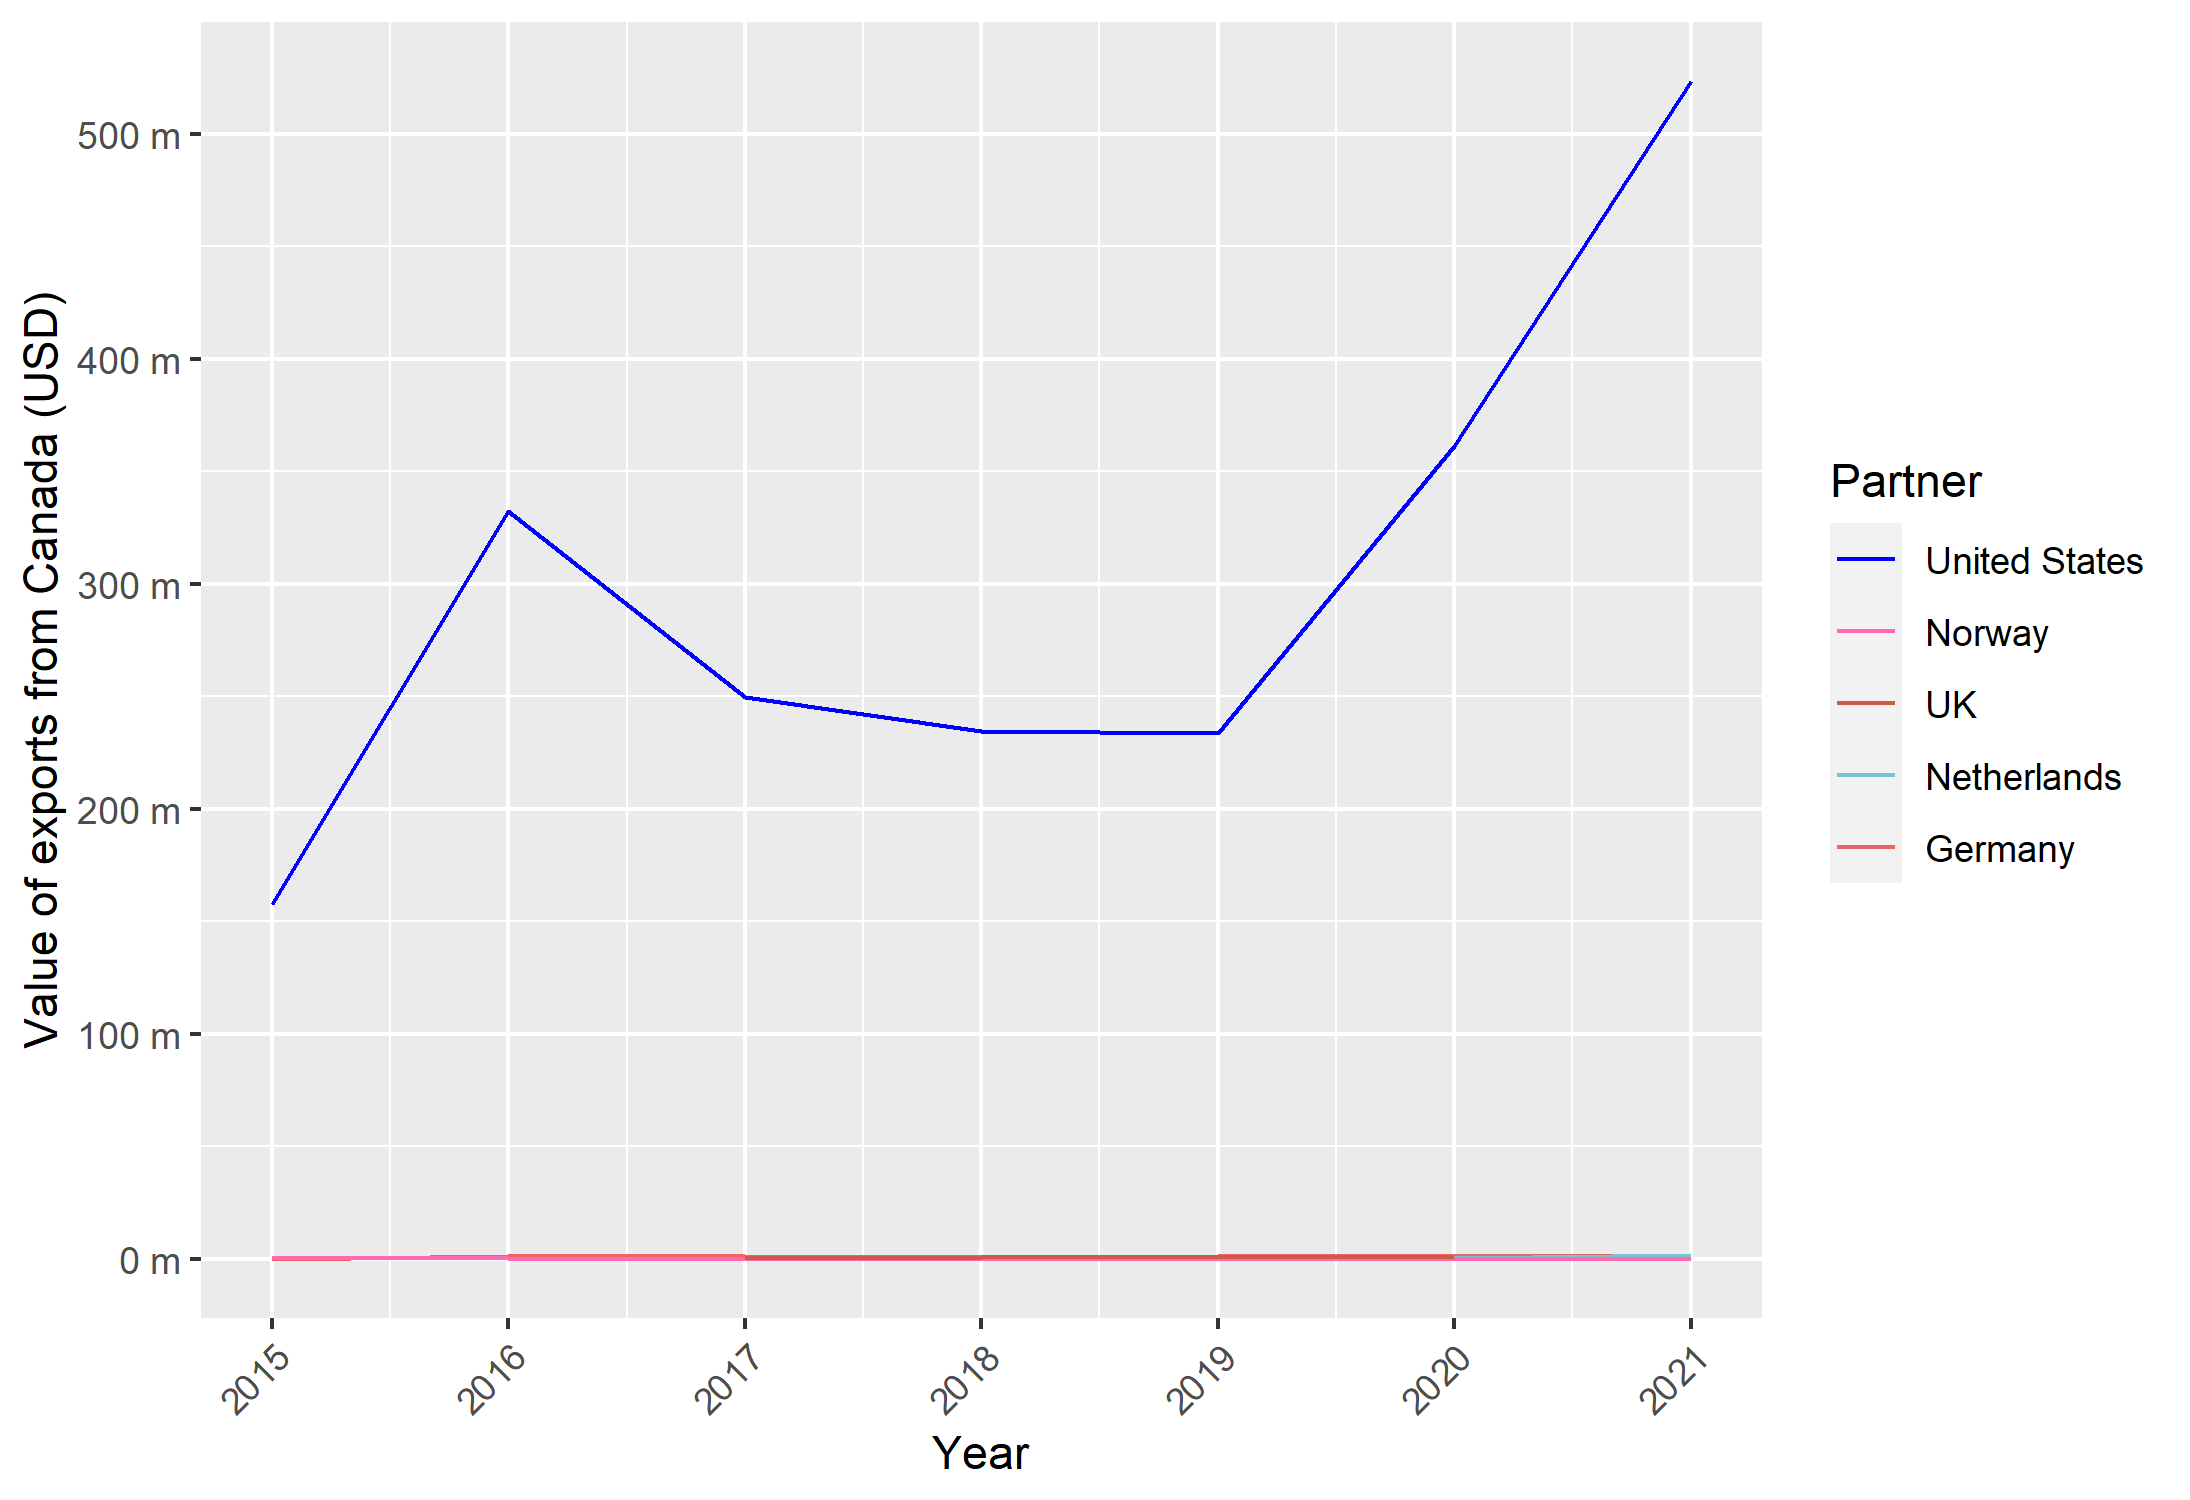 Value of exports from Canada (USD)
500 m
400 m
300 m
200 m
100 m
0 m
2015
2016
2017
2018
2019
2020
2021
Year
Partner
United States
Norway
UK
Netherlands
Germany